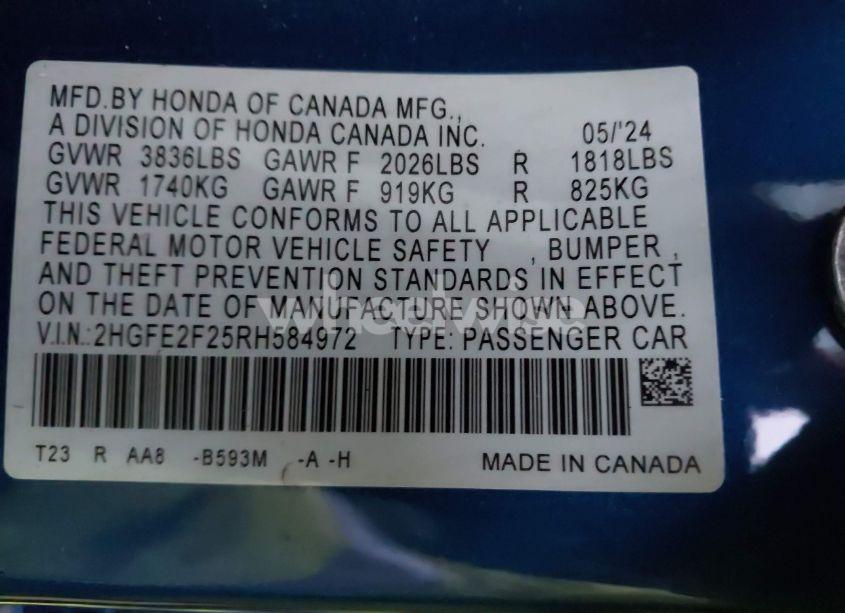 MFD.BY HONDA OF CANADA MFG.,
A DIVISION OF HONDA CANADA INC. 05/'24
GVWR 3836LBS GAWR F 2026LBS R 1818LBS
GVWR 1740KG GAWR F 919KG R 825KG
THIS VEHICLE CONFORMS TO ALL APPLICABLE
FEDERAL MOTOR VEHICLE SAFETY , BUMPER ,
AND THEFT PREVENTION STANDARDS IN EFFECT
ON THE DATE OF MANUFACTURE SHOWN ABOVE.
wheelwise
V.I.N.:2HGFE2F25RH584972 TYPE: PASSENGER CAR
T23 R AA8 -B593M -A -H MADE IN CANADA